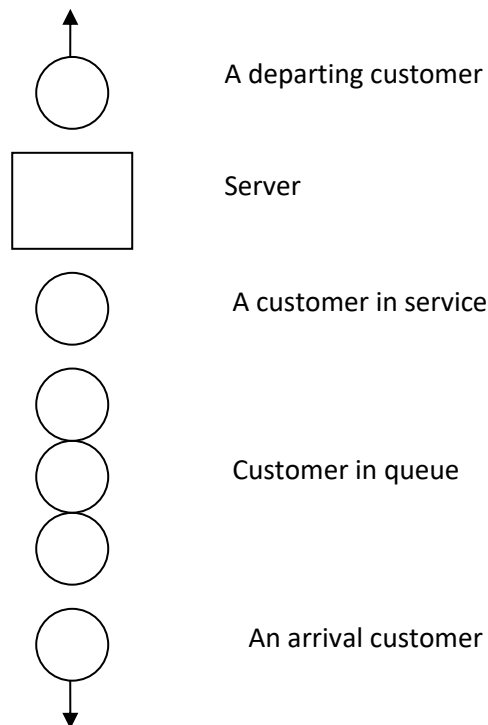 A departing customer
Server
A customer in service
Customer in queue
An arrival customer